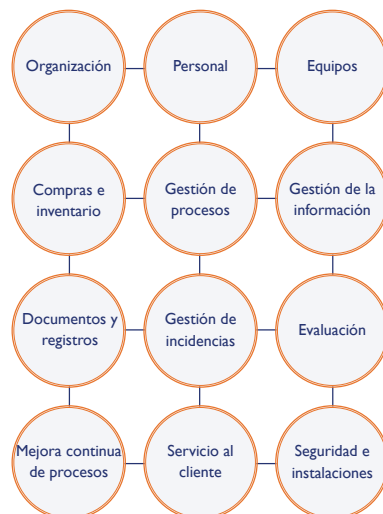 Organización
Personal
Equipos
Compras e
inventario
Gestión de
procesos
Gestión de la
información
Documentos y
registros
Gestión de
incidencias
Evaluación
Mejora continua
de procesos
Servicio al
cliente
Seguridad e
instalaciones